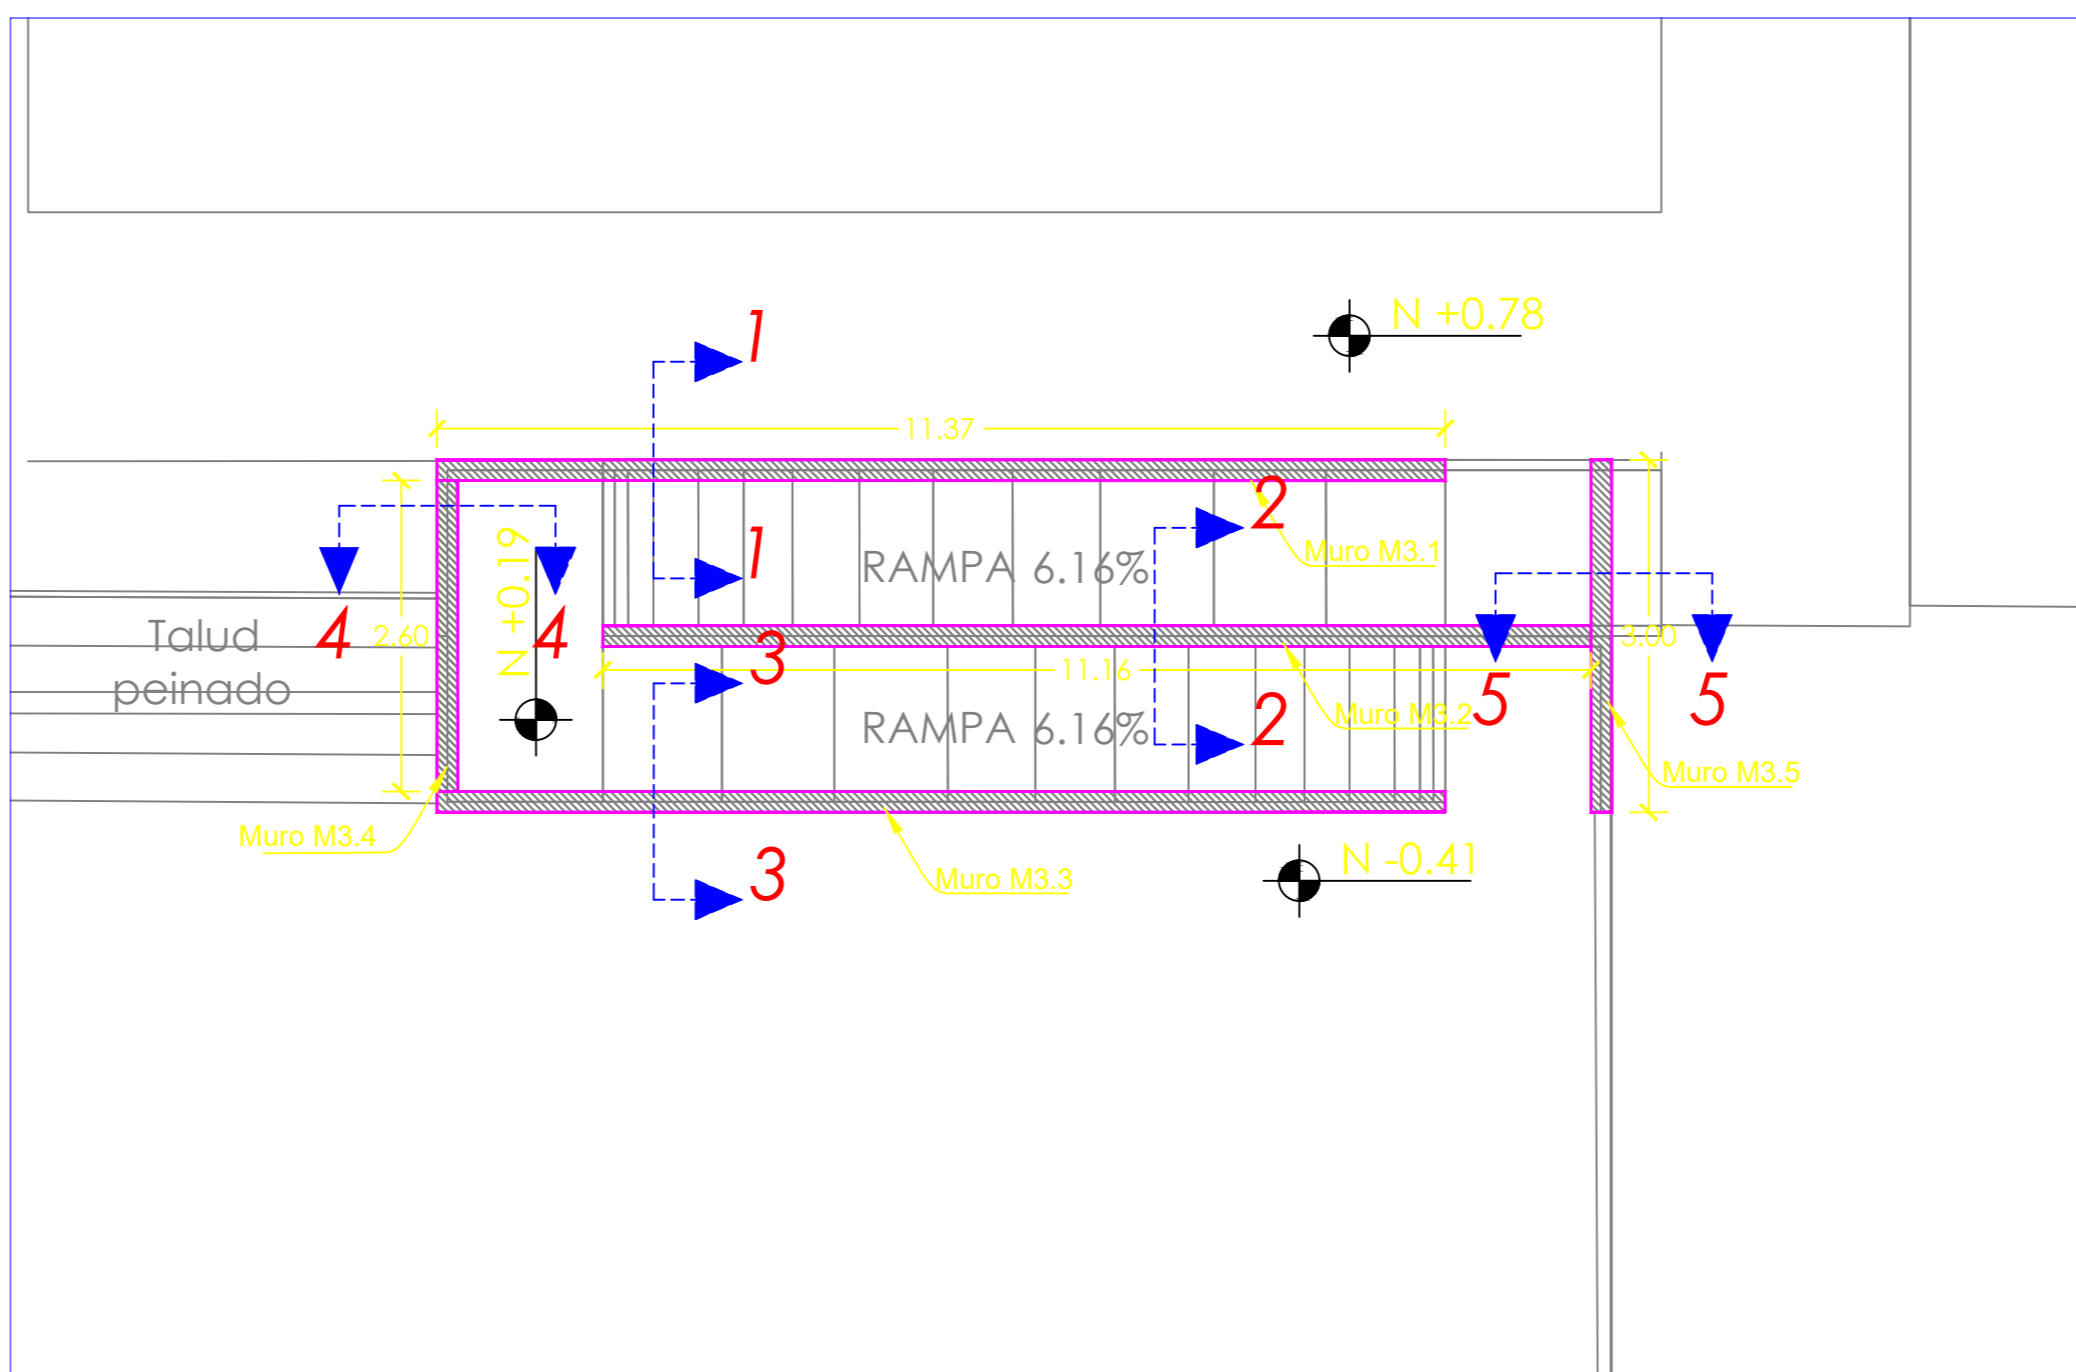 N +0.78
1
11.37
2
N +0.19
1
RAMPA 6.16%
Muro M3.1
Talud
peinado
4
2.60
4
3
11.16
3.00
RAMPA 6.16%
2
Muro M3.2
5
5
Muro M3.5
Muro M3.4
3
Muro M3.3
N -0.41